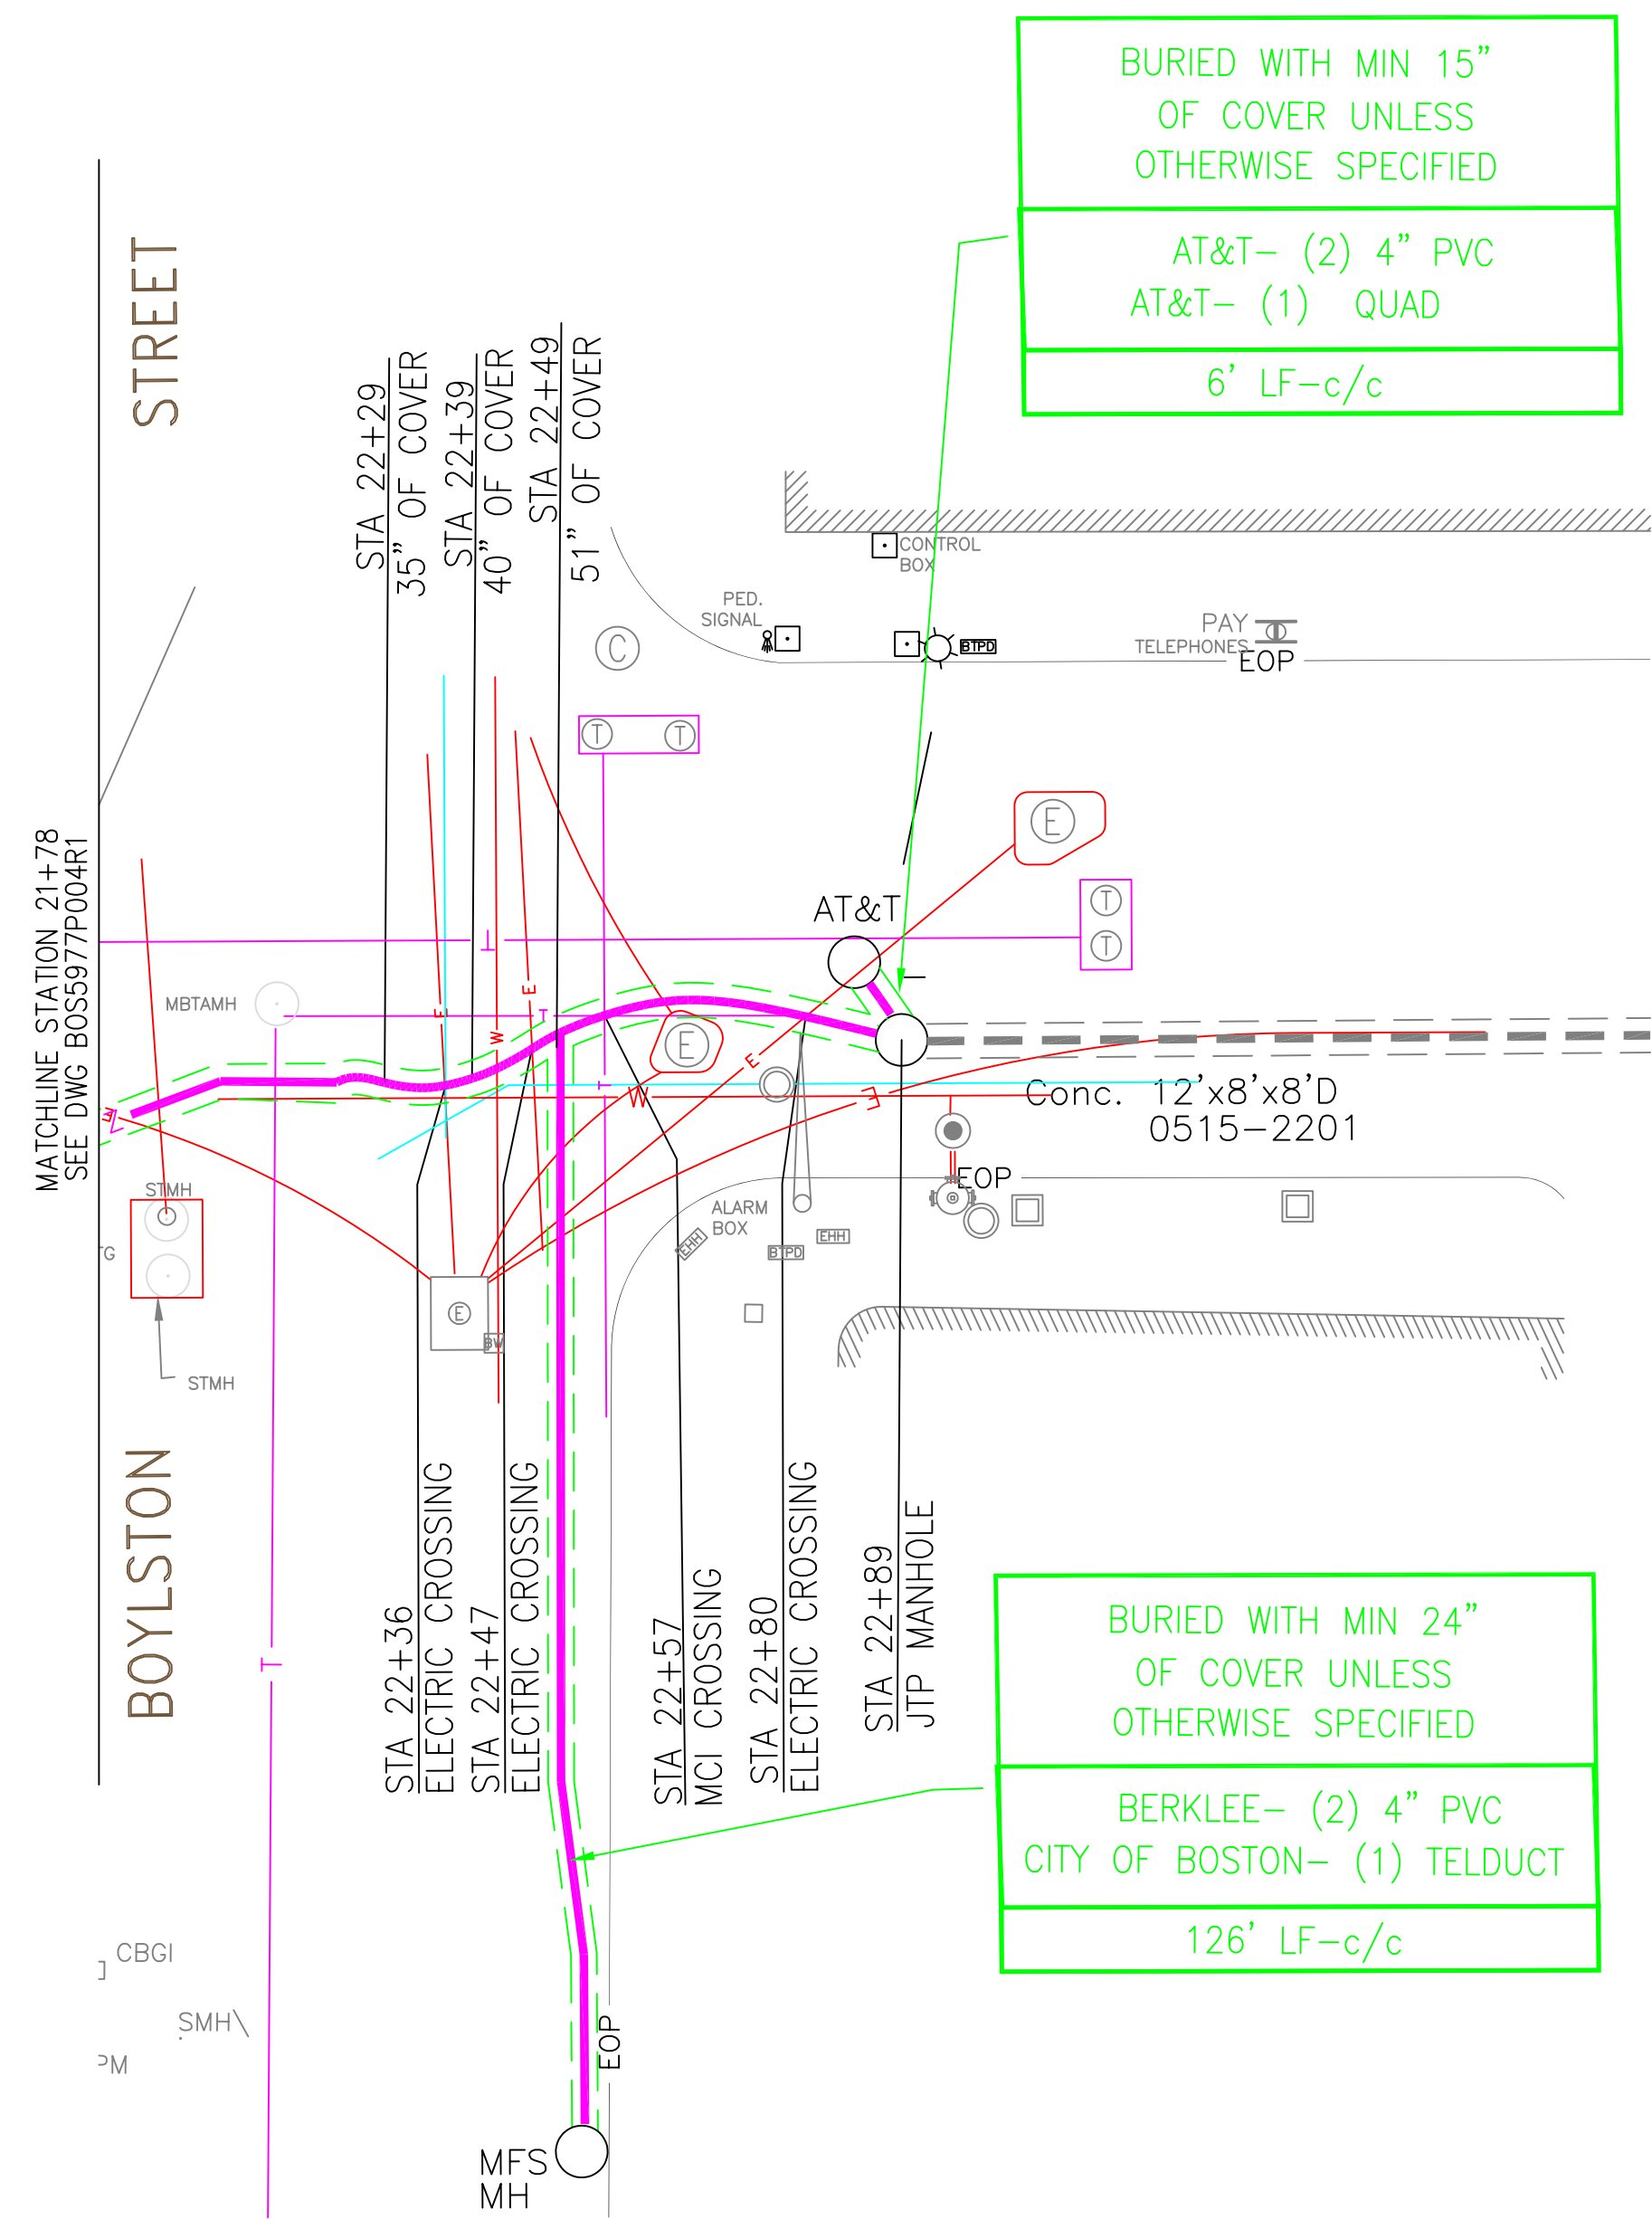 BURIED WITH MIN 15”
OF COVER UNLESS
OTHERWISE SPECIFIED
AT&T- (2) 4” PVC
AT&T- (1) QUAD
6' LF-c/c
STREET
STA 22+29
35” OF COVER
STA 22+39
40” OF COVER
STA 22+49
51” OF COVER
CONTROL
BOX
PED.
SIGNAL
BTPD
PAY
TELEPHONES
EOP
C
T
T
E
MATCHLINE STATION 21+78
SEE DWG BOS5977P004R1
AT&T
T
T
T
MBTAMH
E
E
T
W
E
E
T
W
E
E
Conc. 12'x8'x8'D
0515-2201
EOP
STMH
TG
ALARM
BOX
EHH
BTPD
EHH
E
BW
STMH
BOYLSTON
STA 22+36
ELECTRIC CROSSING
STA 22+47
ELECTRIC CROSSING
STA 22+57
MCI CROSSING
STA 22+80
ELECTRIC CROSSING
STA 22+89
JTP MANHOLE
T
BURIED WITH MIN 24”
OF COVER UNLESS
OTHERWISE SPECIFIED
BERKLEE- (2) 4” PVC
CITY OF BOSTON- (1) TELDUCT
126' LF-c/c
CBGI
SMH
PM
EOP
MFS
MH